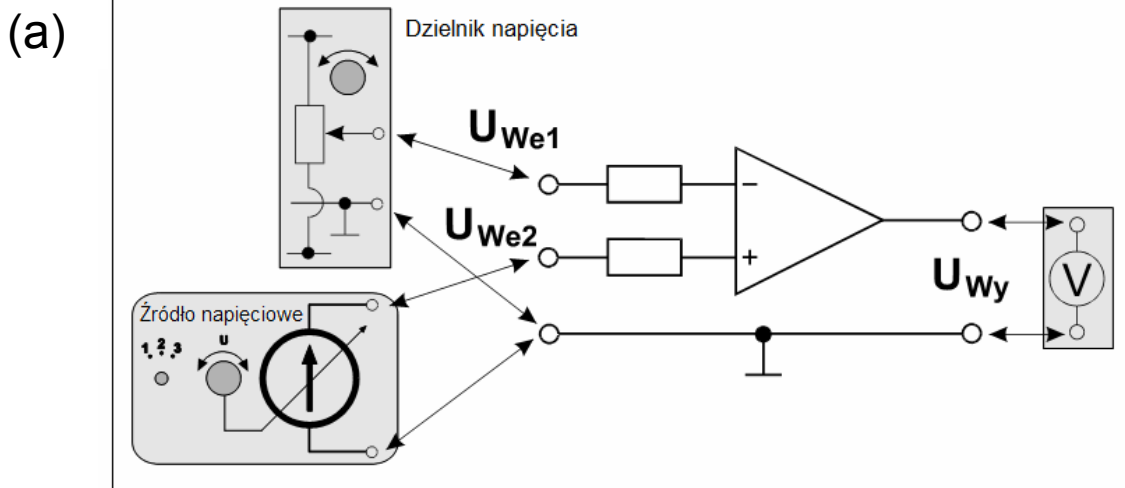 (a)
Dzielnik napięcia
UWe1
−
UWe2
+
UWy
V
Źródło napięciowe
1 2 3
U